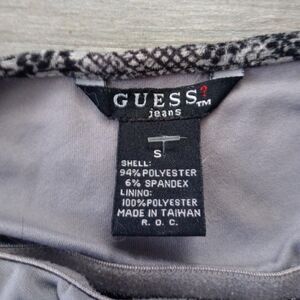 GUESS?™
jeans
S
SHELL:
94%POLYESTER
6% SPANDEX
LINING:
100%POLYESTER
MADE IN TAIWAN
R. O. C.